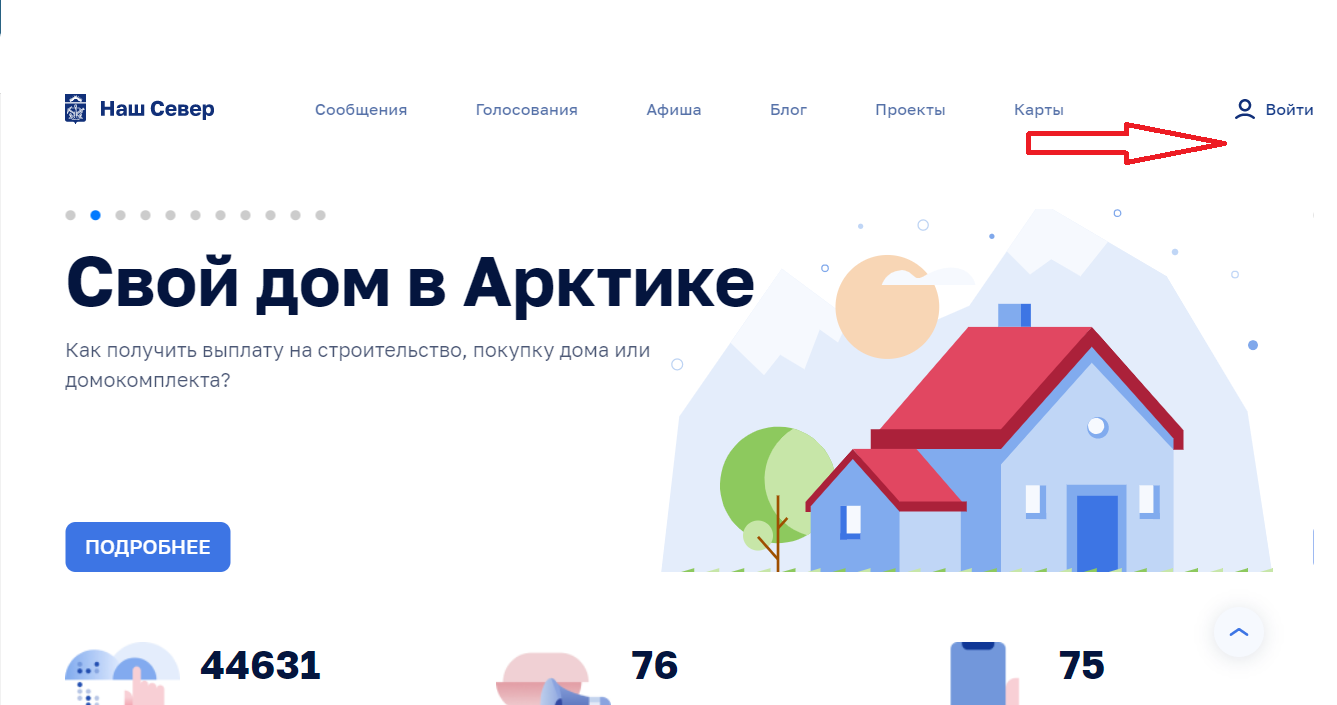 Наш Север
Сообщения
Голосования
Афиша
Блог
Проекты
Карты
Войти
Свой дом в Арктике
Как получить выплату на строительство, покупку дома или
домокомплекта?
ПОДРОБНЕЕ
44631
76
75